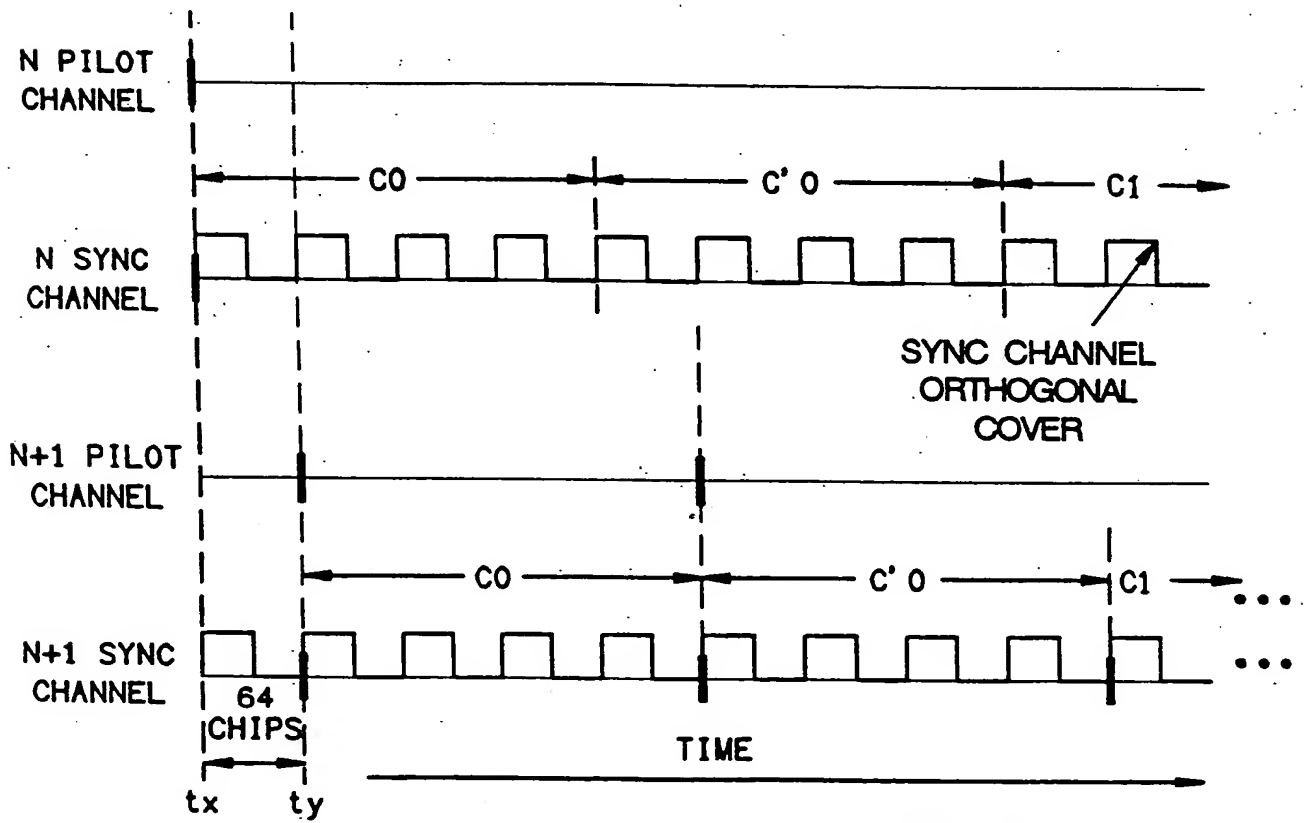 N PILOT
CHANNEL
C0
C' 0
C1
N SYNC
CHANNEL
SYNC CHANNEL
ORTHOGONAL
COVER
N+1 PILOT
CHANNEL
C0
C' 0
C1
N+1 SYNC
CHANNEL
64
CHIPS
TIME
tx
ty